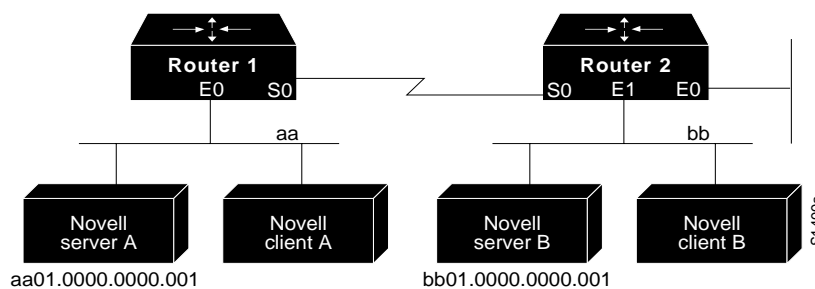 Router 1
E0 S0
Router 2
S0 E1 E0
aa
bb
Novell
server A
Novell
client A
Novell
server B
Novell
client B
aa01.0000.0000.001
bb01.0000.0000.001